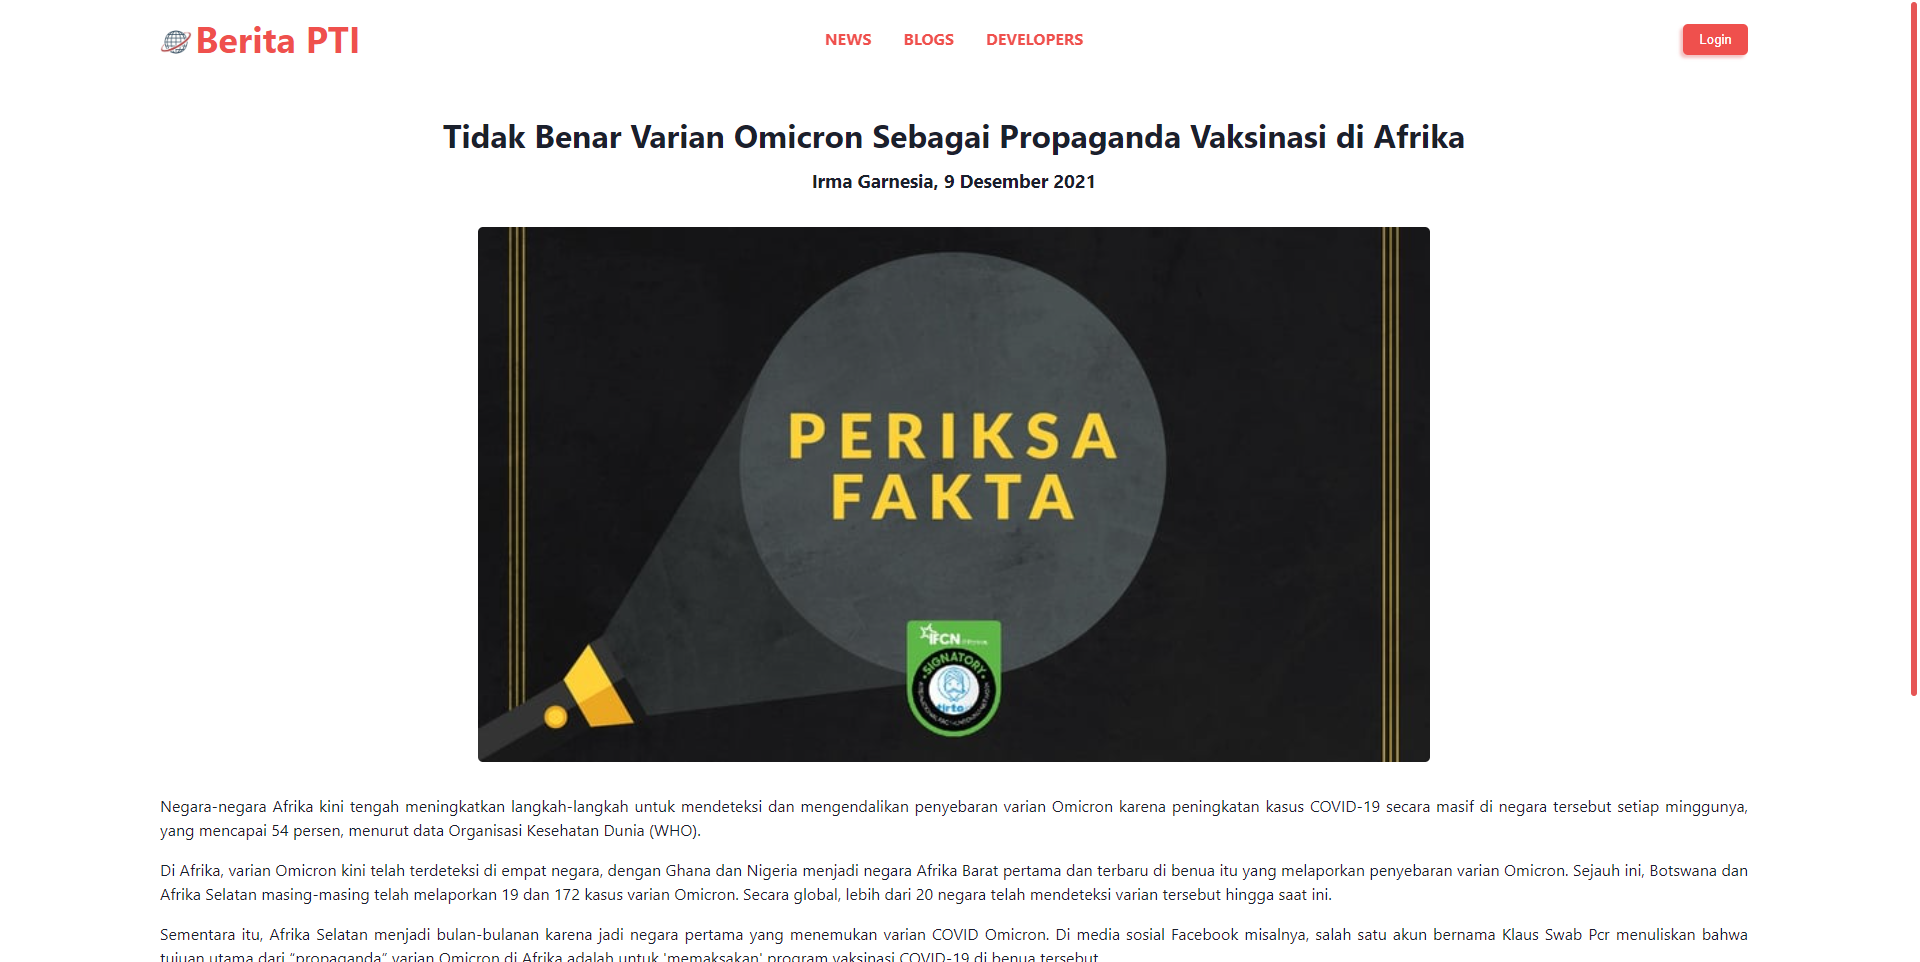 Berita PTI
NEWS BLOGS DEVELOPERS
Login
Tidak Benar Varian Omicron Sebagai Propaganda Vaksinasi di Afrika
Irma Garnesia, 9 Desember 2021
PERIKSA
FAKTA
IFCN
SIGNATORY
tirto
Negara-negara Afrika kini tengah meningkatkan langkah-langkah untuk mendeteksi dan mengendalikan penyebaran varian Omicron karena peningkatan kasus COVID-19 secara masif di negara tersebut setiap minggunya,
yang mencapai 54 persen, menurut data Organisasi Kesehatan Dunia (WHO).
Di Afrika, varian Omicron kini telah terdeteksi di empat negara, dengan Ghana dan Nigeria menjadi negara Afrika Barat pertama dan terbaru di benua itu yang melaporkan penyebaran varian Omicron. Sejauh ini, Botswana dan
Afrika Selatan masing-masing telah melaporkan 19 dan 172 kasus varian Omicron. Secara global, lebih dari 20 negara telah mendeteksi varian tersebut hingga saat ini.
Sementara itu, Afrika Selatan menjadi bulan-bulanan karena jadi negara pertama yang menemukan varian COVID Omicron. Di media sosial Facebook misalnya, salah satu akun bernama Klaus Swab Pcr menuliskan bahwa
tujuan utama dari “propaganda” varian Omicron di Afrika adalah untuk 'memaksakan' program vaksinasi COVID-19 di benua tersebut.